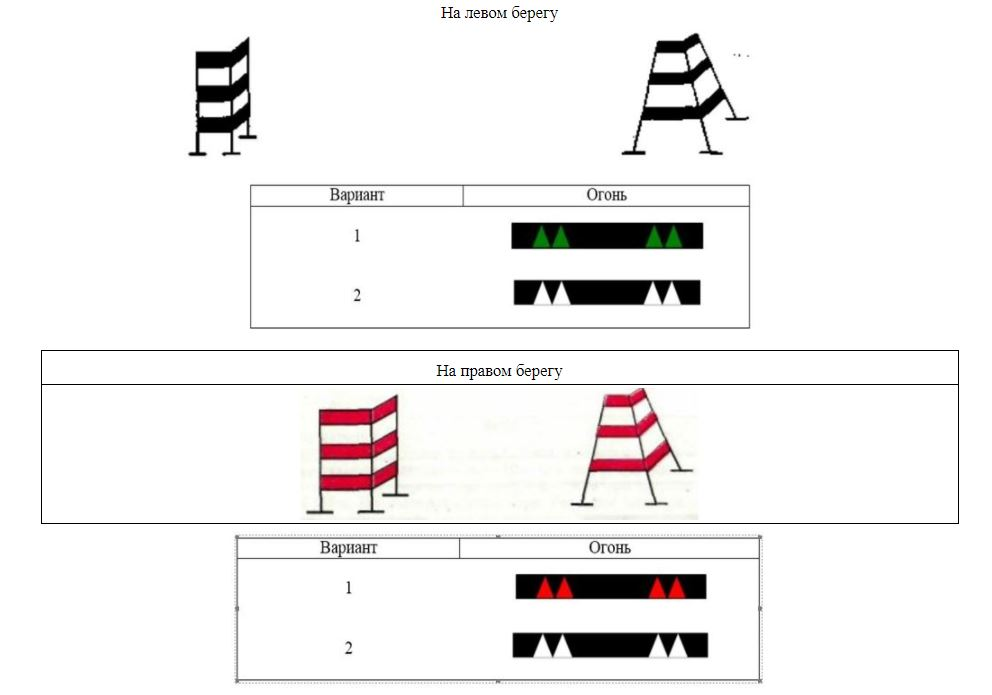 На левом берегу
Вариант Огонь
1
2
На правом берегу
Вариант Огонь
1
2